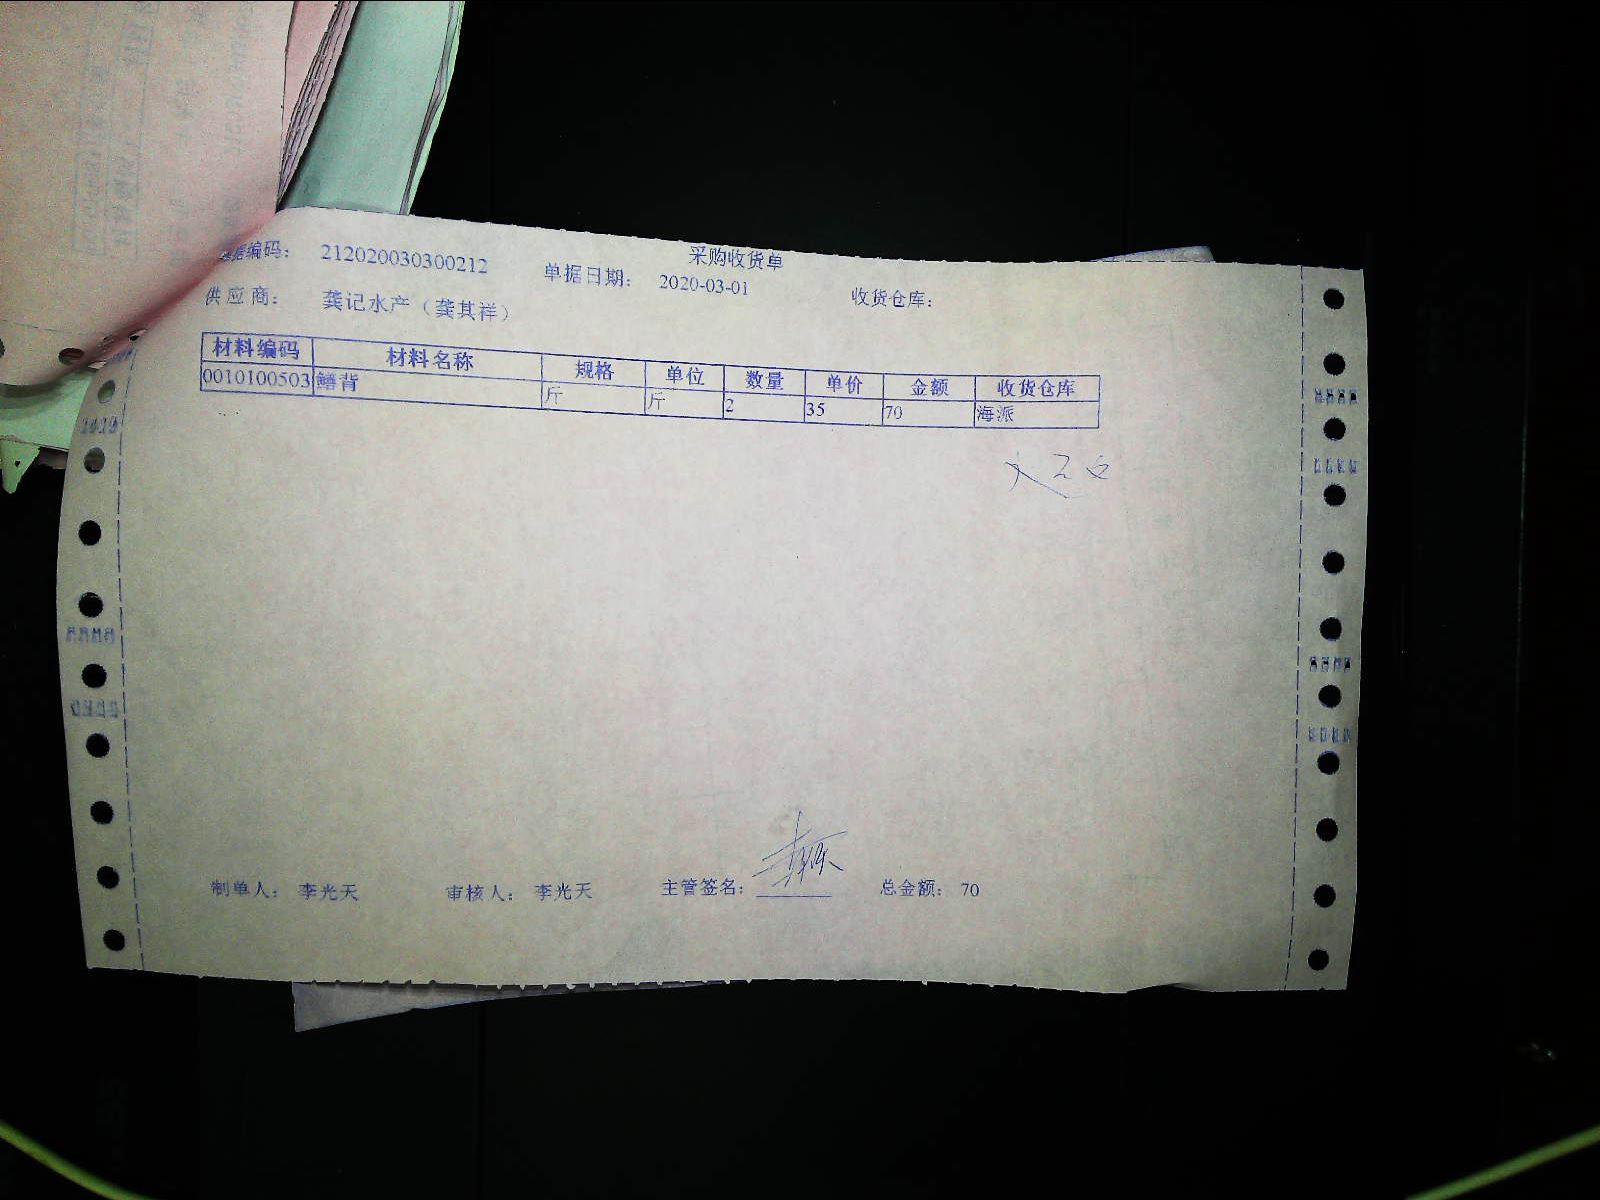 采购收货单
单据编码： 212020030300212 单据日期： 2020-03-01 收货仓库：
供应商： 龚记水产（龚其祥）
材料编码 材料名称 规格 单位 数量 单价 金额 收货仓库
0010100503 鳝背 斤 斤 2 35 70 海派
制单人： 李光天 审核人： 李光天 主管签名： 总金额： 70